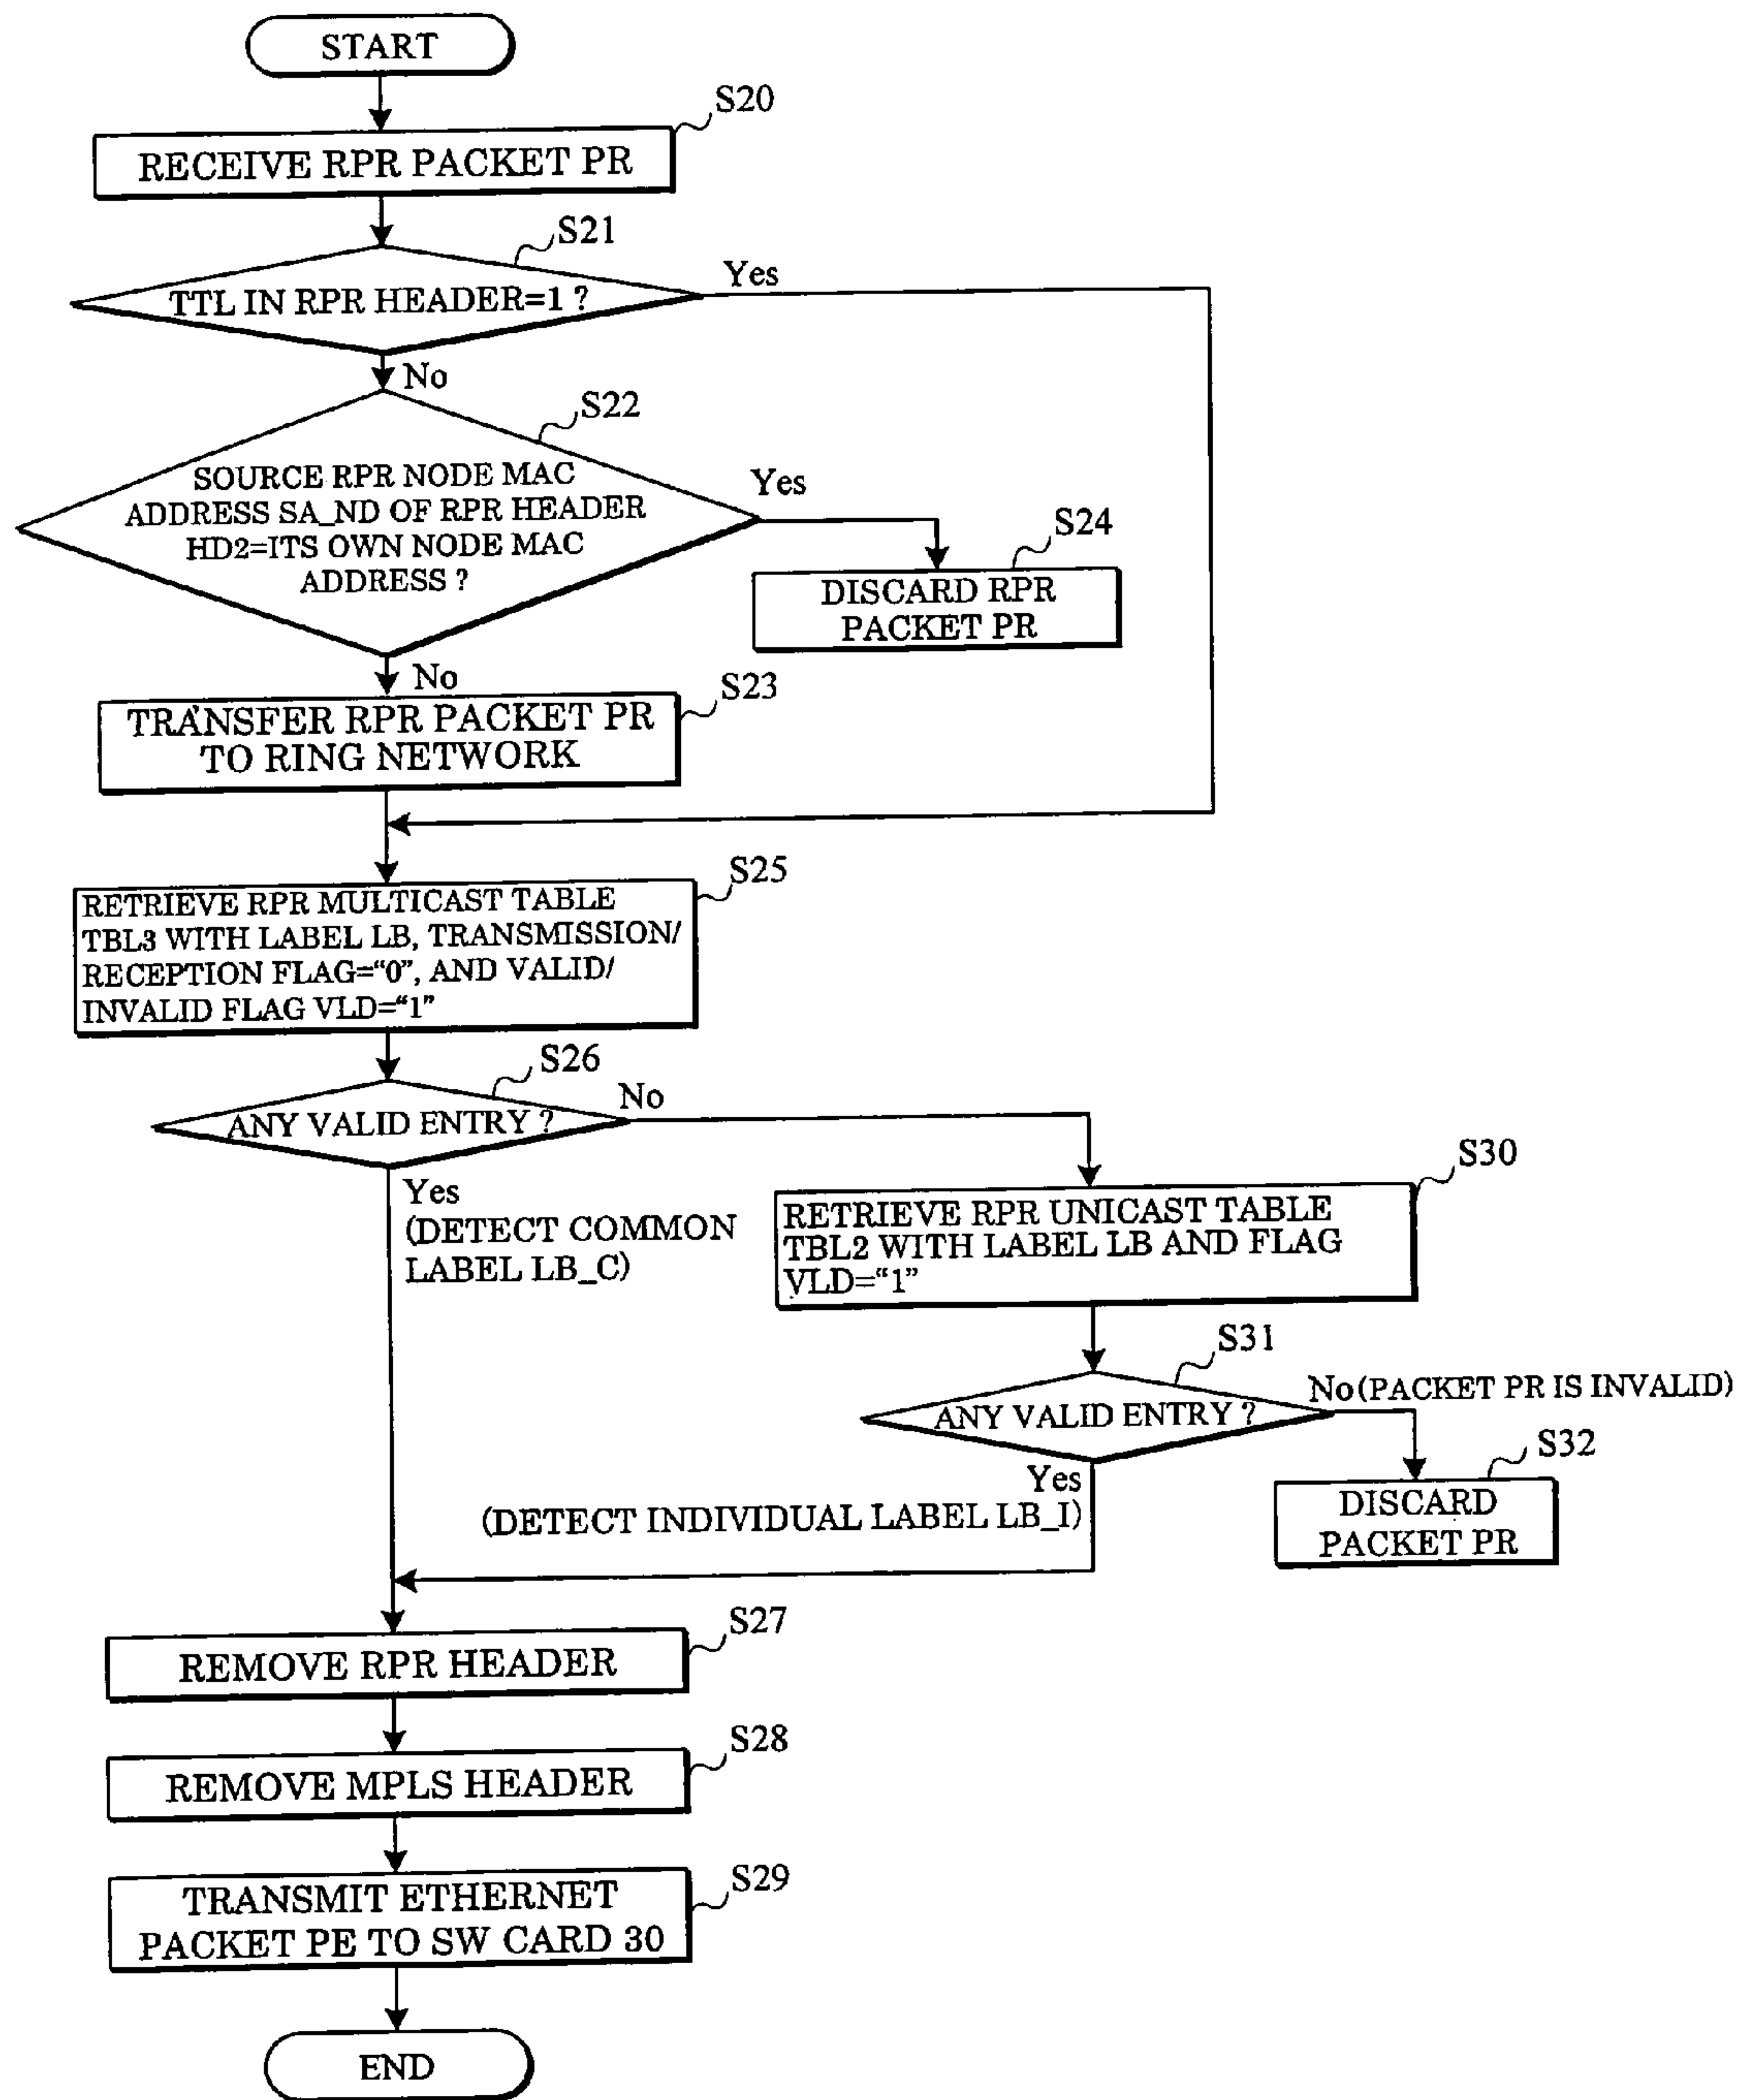 START
S20
RECEIVE RPR PACKET PR
S21
TTL IN RPR HEADER=1 ?
Yes
No
S22
SOURCE RPR NODE MAC
ADDRESS SA_ND OF RPR HEADER
HD2=ITS OWN NODE MAC
ADDRESS ?
Yes
S24
DISCARD RPR
PACKET PR
No
S23
TRANSFER RPR PACKET PR
TO RING NETWORK
S25
RETRIEVE RPR MULTICAST TABLE
TBL3 WITH LABEL LB, TRANSMISSION/
RECEPTION FLAG=“0”, AND VALID/
INVALID FLAG VLD=“1”
S26
ANY VALID ENTRY ?
No
Yes
(DETECT COMMON
LABEL LB_C)
S30
RETRIEVE RPR UNICAST TABLE
TBL2 WITH LABEL LB AND FLAG
VLD=“1”
S31
ANY VALID ENTRY ?
No(PACKET PR IS INVALID)
S32
DISCARD
PACKET PR
Yes
(DETECT INDIVIDUAL LABEL LB_I)
S27
REMOVE RPR HEADER
S28
REMOVE MPLS HEADER
S29
TRANSMIT ETHERNET
PACKET PE TO SW CARD 30
END